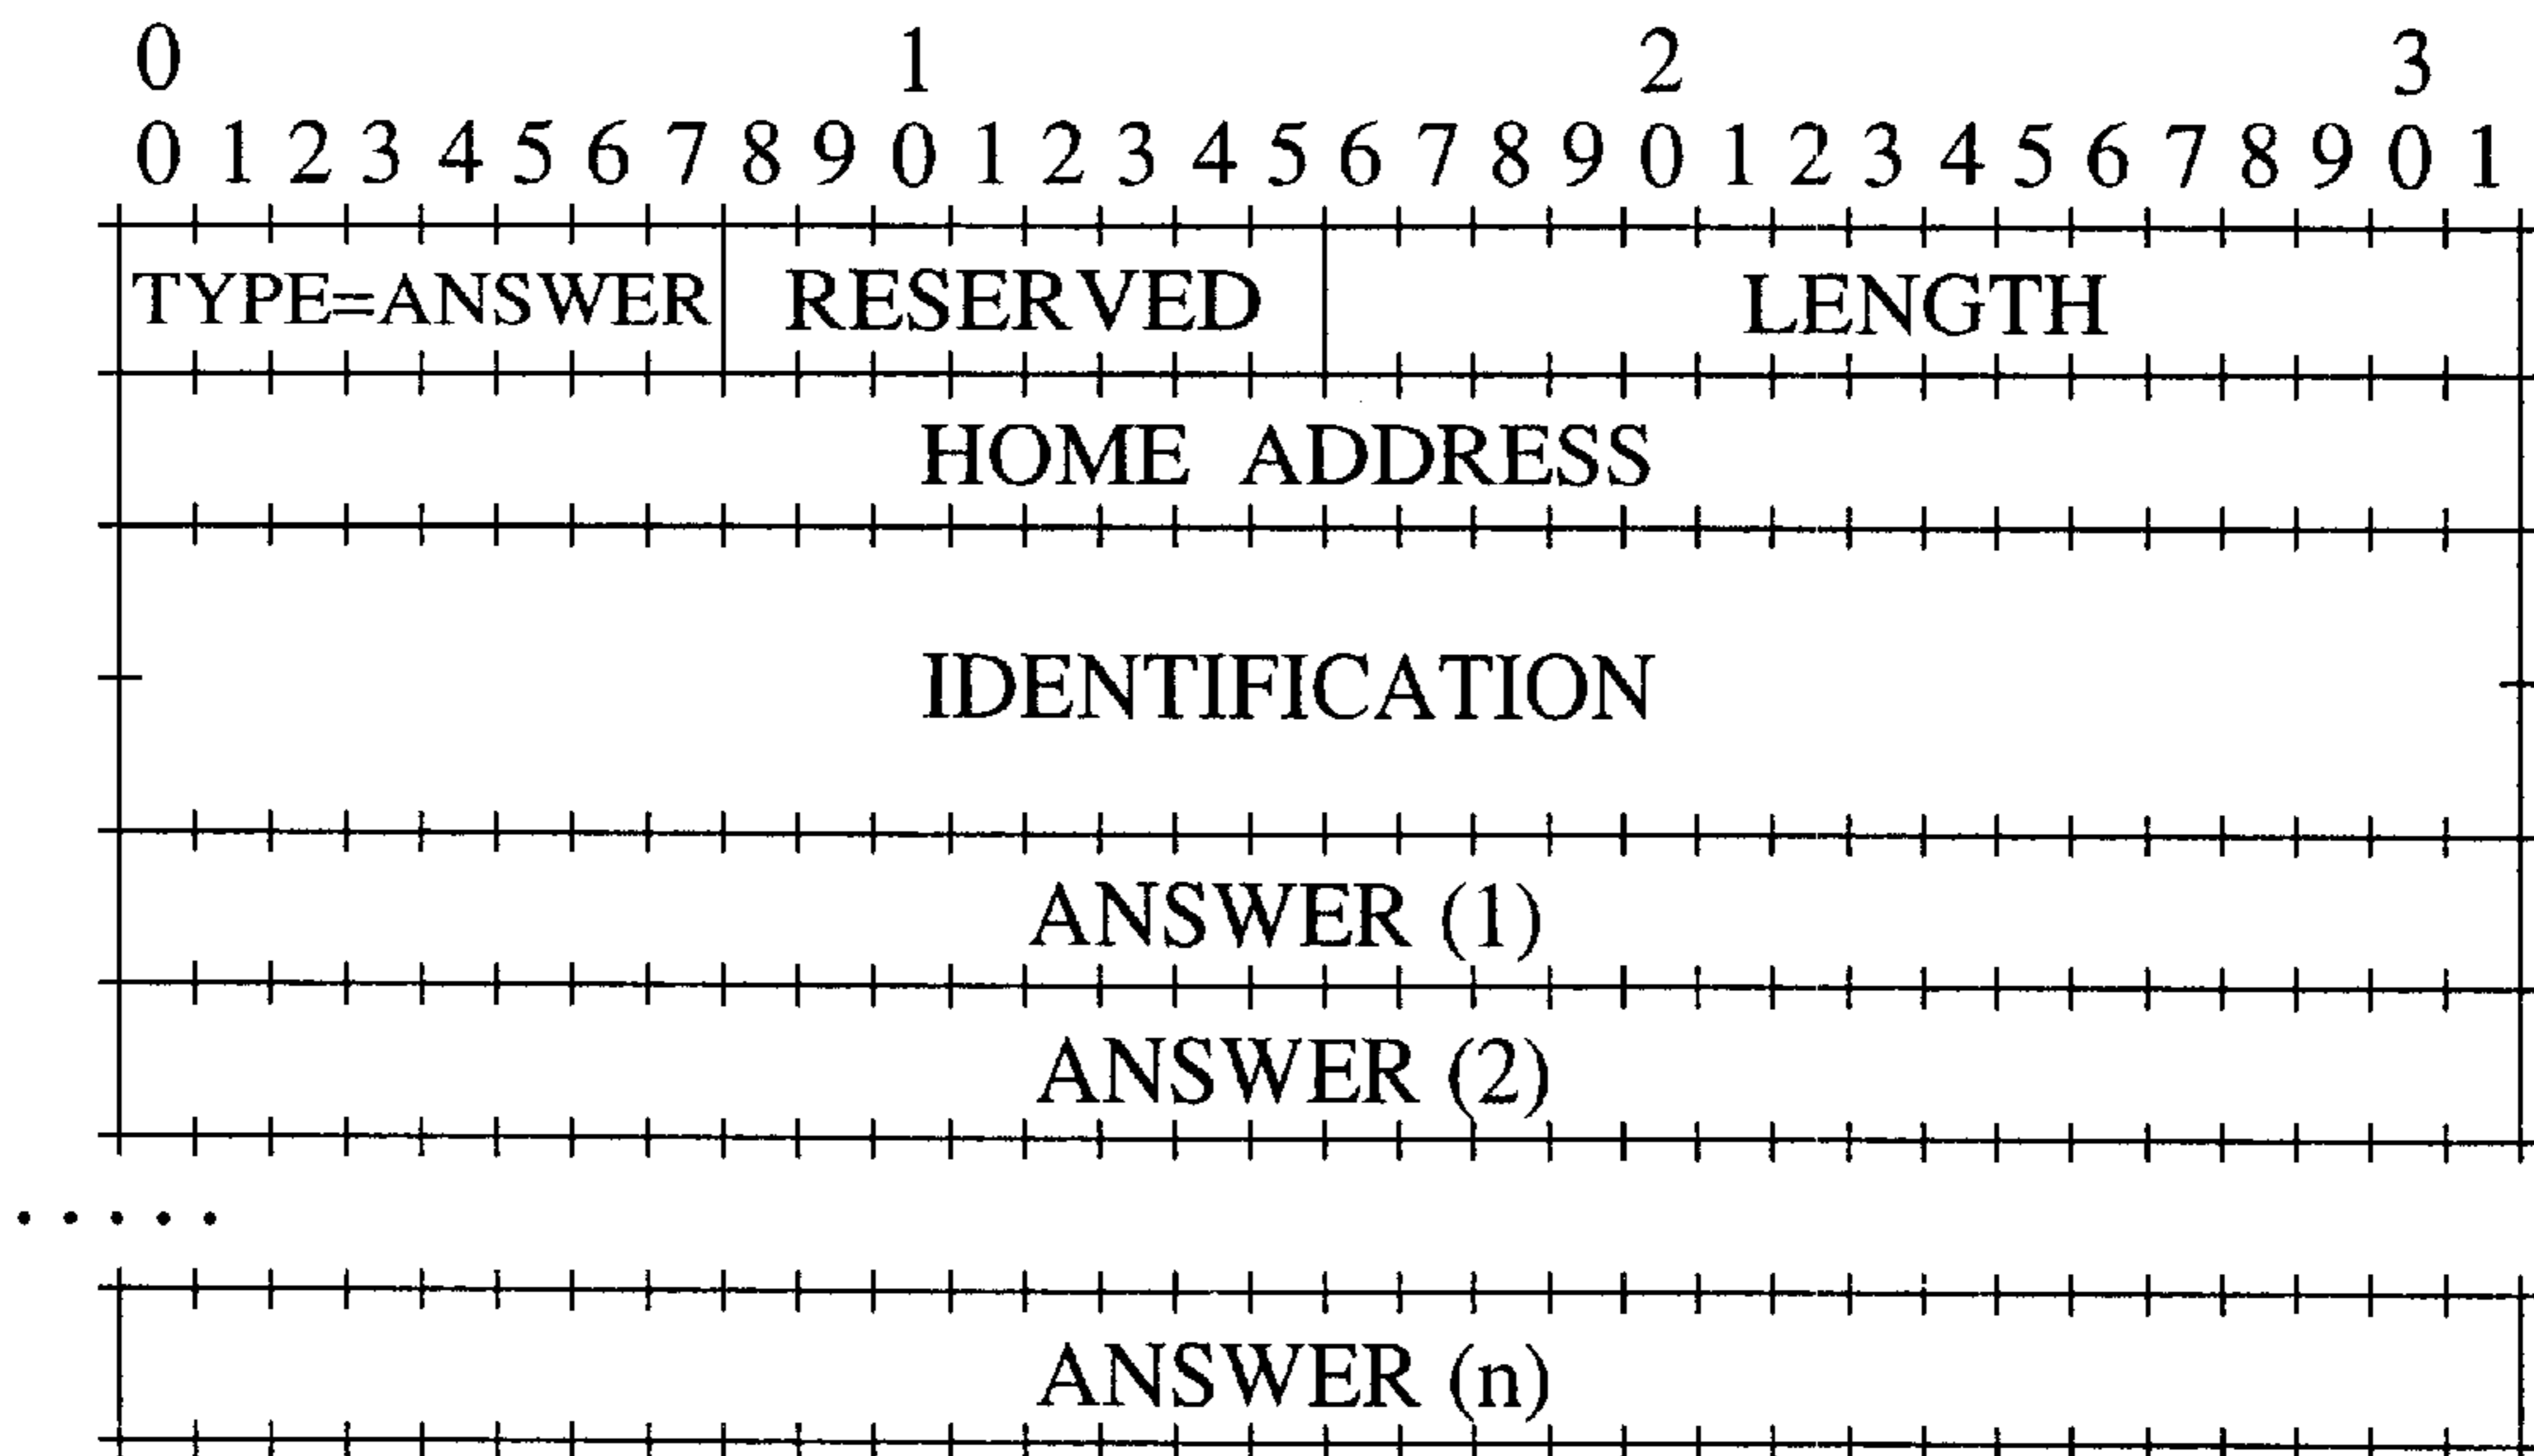 0 1 2 3
0 1 2 3 4 5 6 7 8 9 0 1 2 3 4 5 6 7 8 9 0 1 2 3 4 5 6 7 8 9 0 1
TYPE=ANSWER RESERVED LENGTH
HOME ADDRESS
IDENTIFICATION
ANSWER (1)
ANSWER (2)
.....
ANSWER (n)